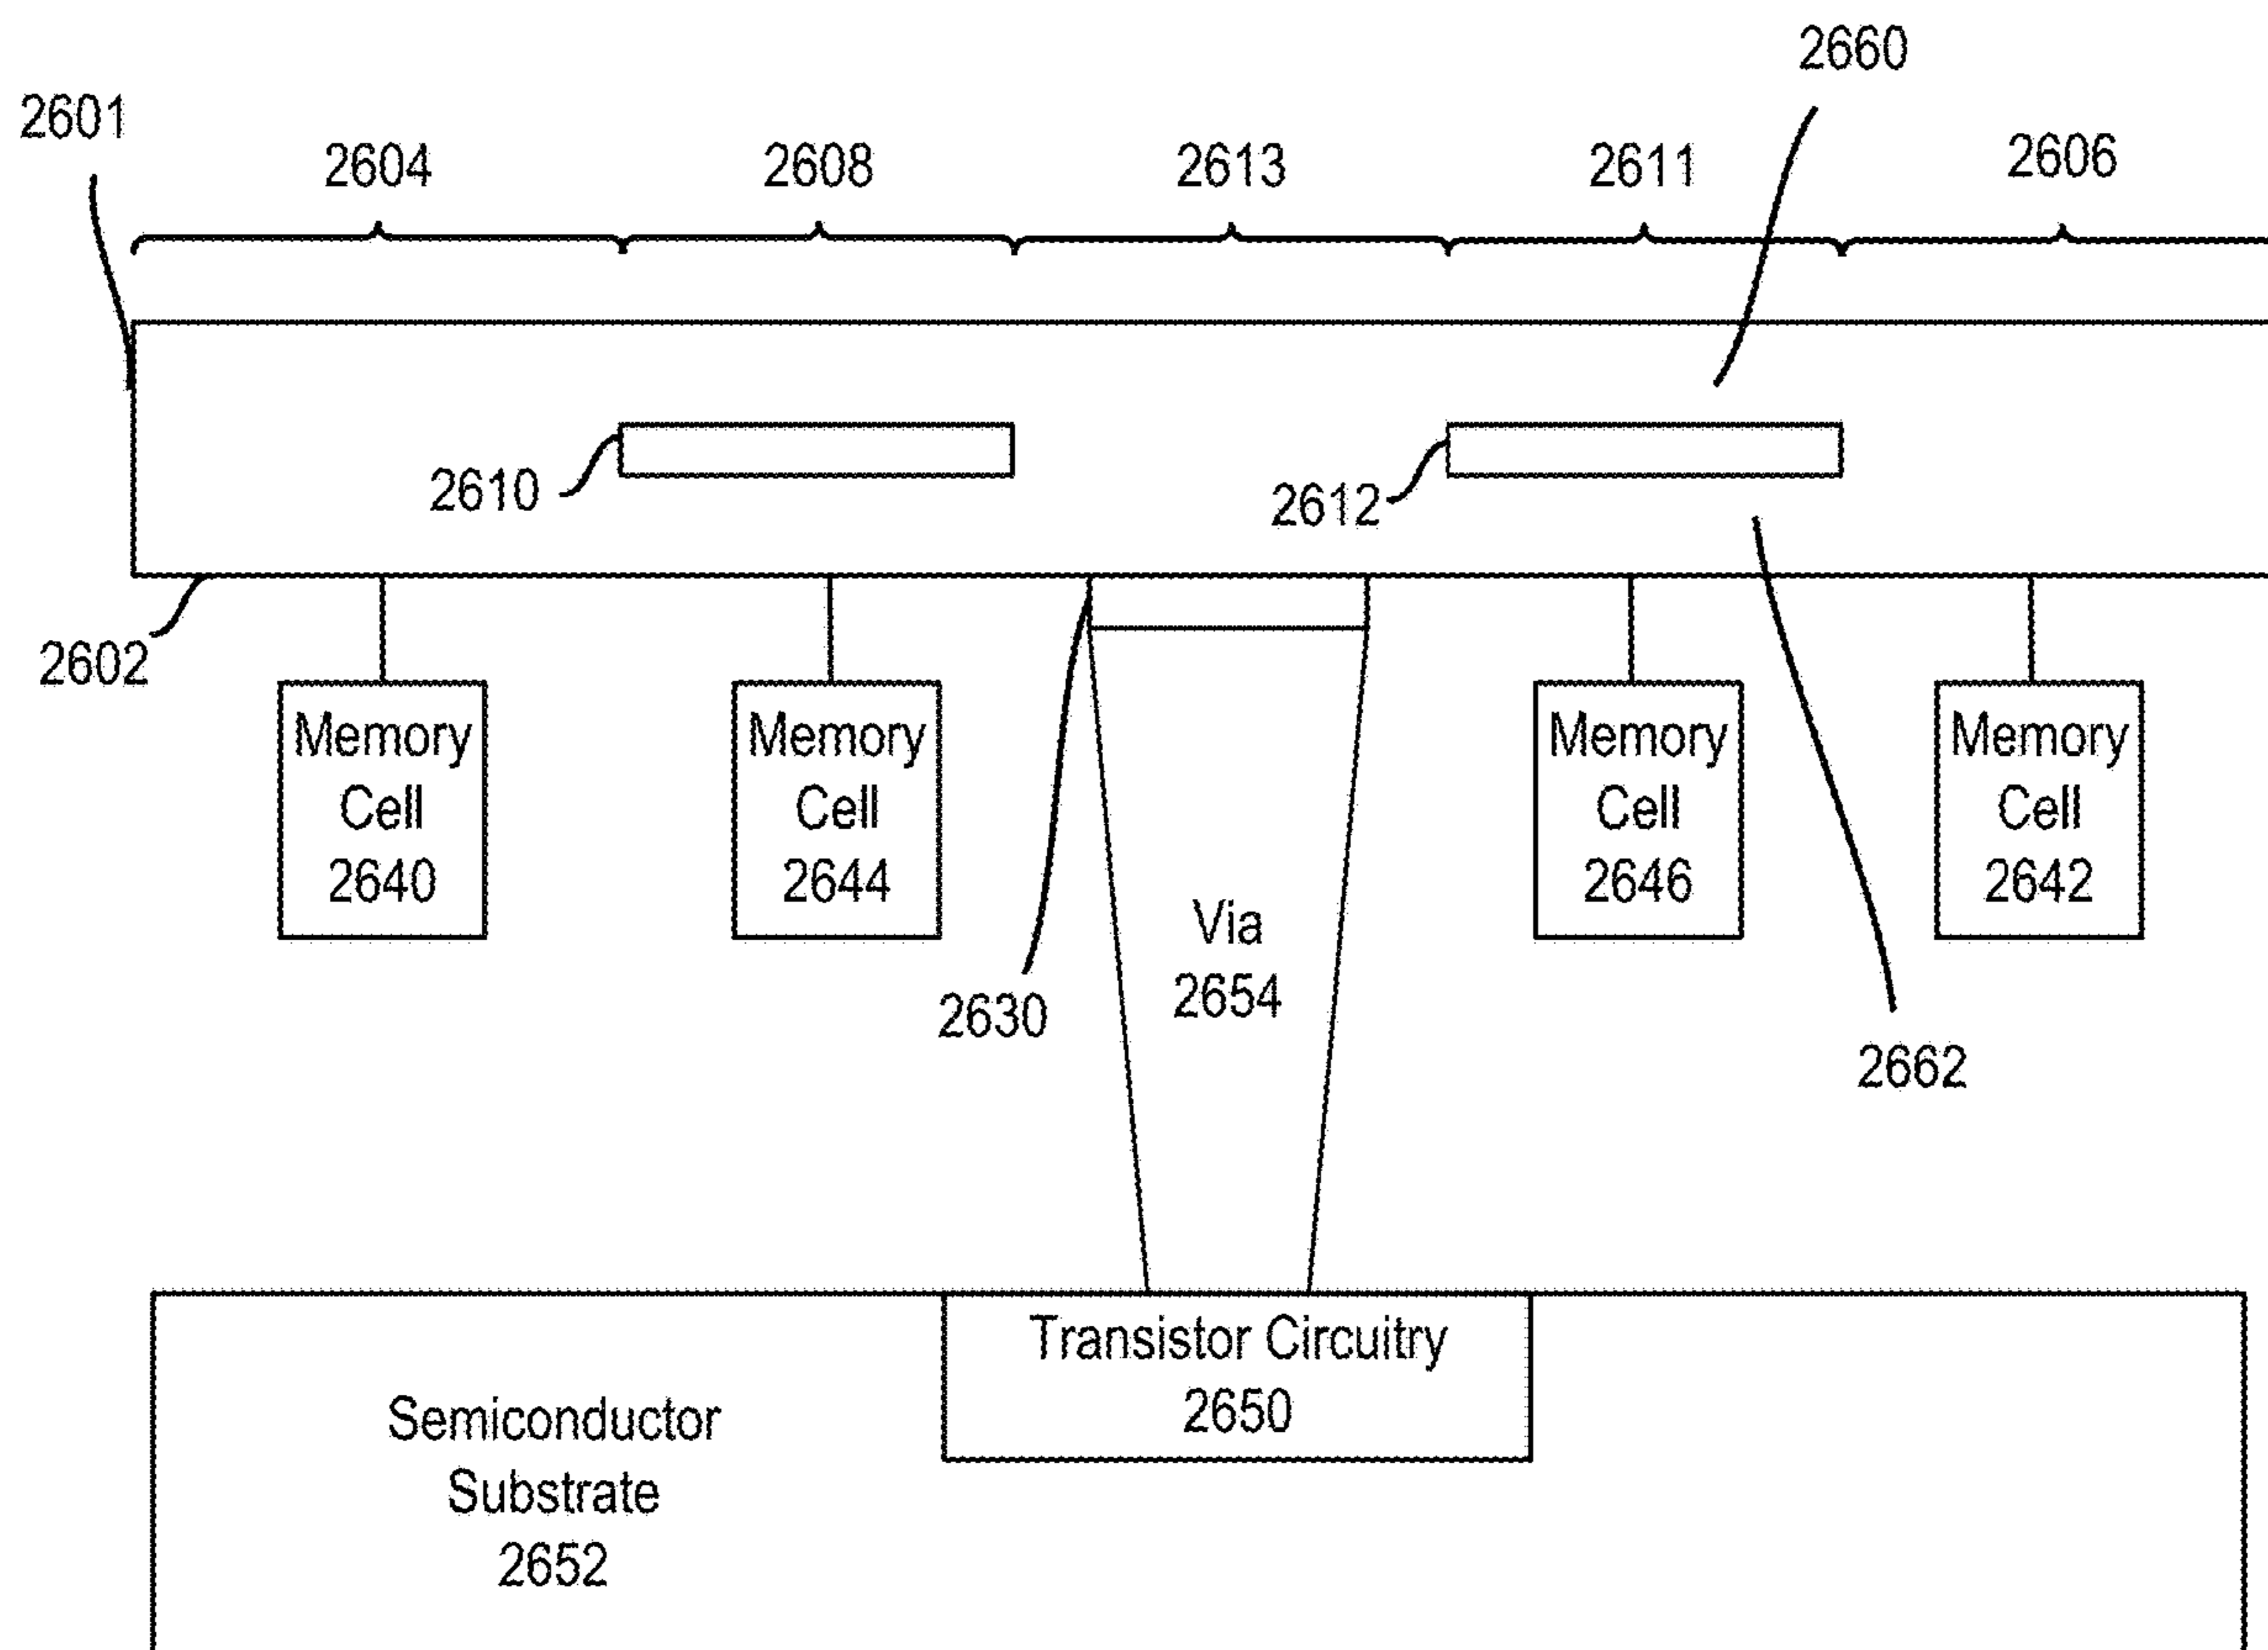 2660
2601
2604
2608
2613
2611
2606
2610
2612
2602
Memory
Cell
2640
Memory
Cell
2644
Memory
Cell
2646
Memory
Cell
2642
Via
2654
2630
2662
Transistor Circuitry
2650
Semiconductor
Substrate
2652